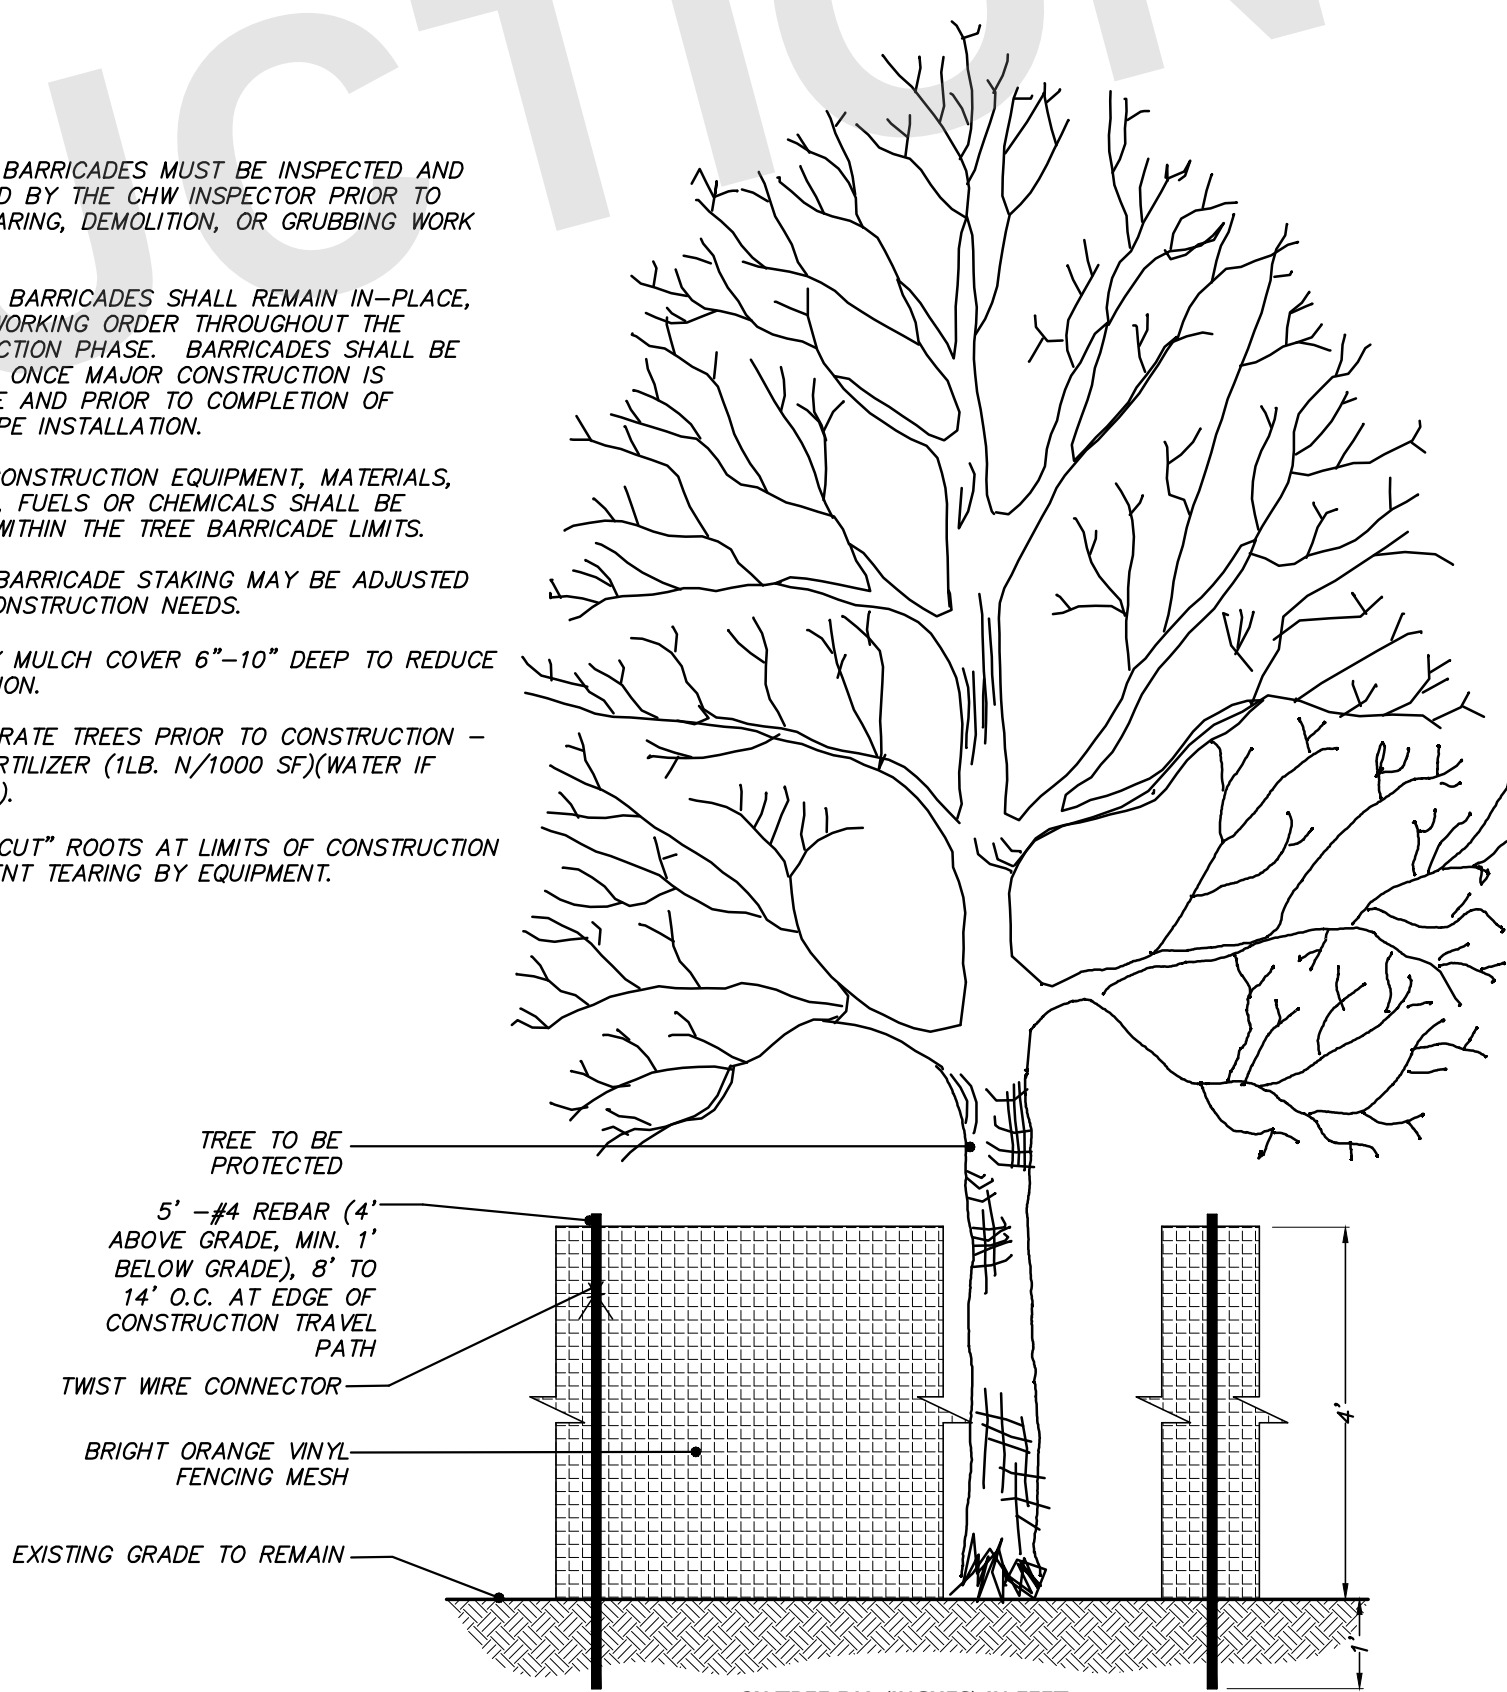 UCTION
BARRICADES MUST BE INSPECTED AND
D BY THE CHW INSPECTOR PRIOR TO
ARING, DEMOLITION, OR GRUBBING WORK
BARRICADES SHALL REMAIN IN-PLACE,
WORKING ORDER THROUGHOUT THE
CTION PHASE. BARRICADES SHALL BE
ONCE MAJOR CONSTRUCTION IS
E AND PRIOR TO COMPLETION OF
PE INSTALLATION.
CONSTRUCTION EQUIPMENT, MATERIALS,
, FUELS OR CHEMICALS SHALL BE
WITHIN THE TREE BARRICADE LIMITS.
BARRICADE STAKING MAY BE ADJUSTED
ONSTRUCTION NEEDS.
K MULCH COVER 6"-10" DEEP TO REDUCE
ION.
RATE TREES PRIOR TO CONSTRUCTION -
RTILIZER (1LB. N/1000 SF)(WATER IF
).
CUT" ROOTS AT LIMITS OF CONSTRUCTION
ENT TEARING BY EQUIPMENT.
TREE TO BE
PROTECTED
5' -#4 REBAR (4'
ABOVE GRADE, MIN. 1'
BELOW GRADE), 8' TO
14' O.C. AT EDGE OF
CONSTRUCTION TRAVEL
PATH
TWIST WIRE CONNECTOR
BRIGHT ORANGE VINYL
FENCING MESH
EXISTING GRADE TO REMAIN
4'
1'